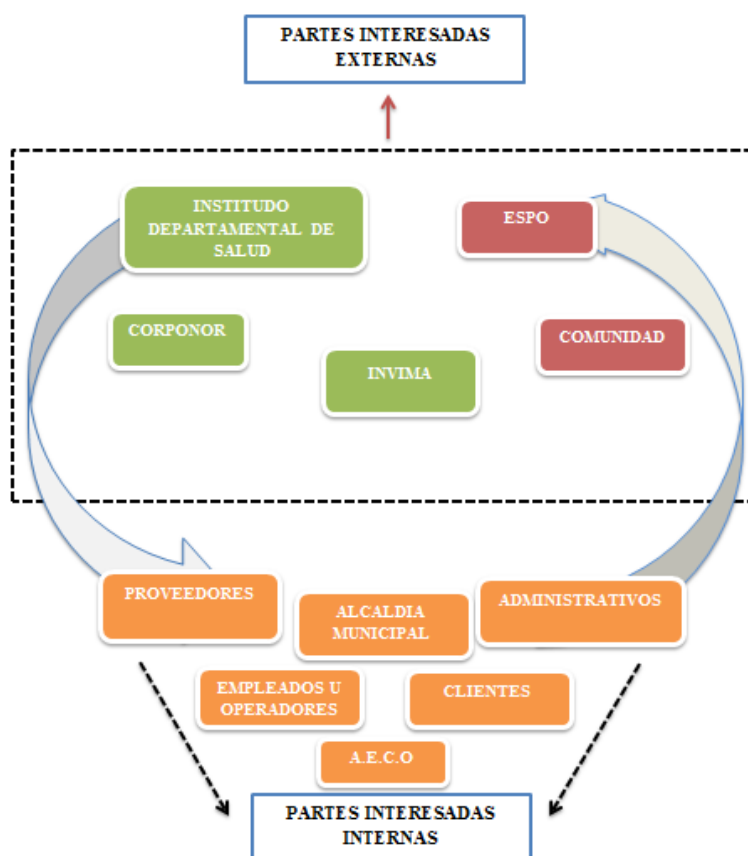 PARTES INTERESADAS
EXTERNAS
INSTITUDO
DEPARTAMENTAL DE
SALUD
ESPO
CORPONOR
COMUNIDAD
INVIMA
PROVEEDORES
ALCALDIA
MUNICIPAL
ADMINISTRATIVOS
EMPLEADOS U
OPERADORES
CLIENTES
A.E.C.O
PARTES INTERESADAS
INTERNAS